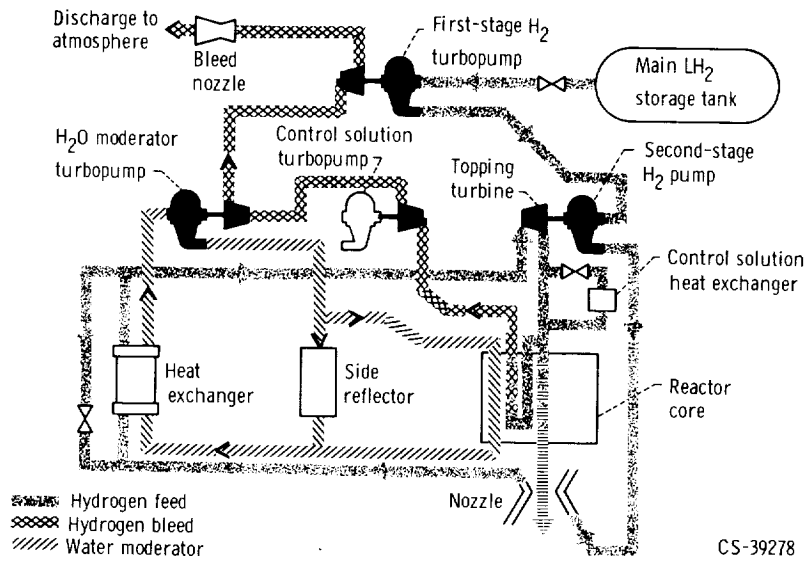 Discharge to
atmosphere
Bleed
nozzle
First-stage H₂
turbopump
Main LH₂
storage tank
H₂O moderator
turbopump
Control solution
turbopump
Topping
turbine
Second-stage
H₂ pump
Control solution
heat exchanger
Heat
exchanger
Side
reflector
Reactor
core
Nozzle
Hydrogen feed
Hydrogen bleed
Water moderator
CS-39278